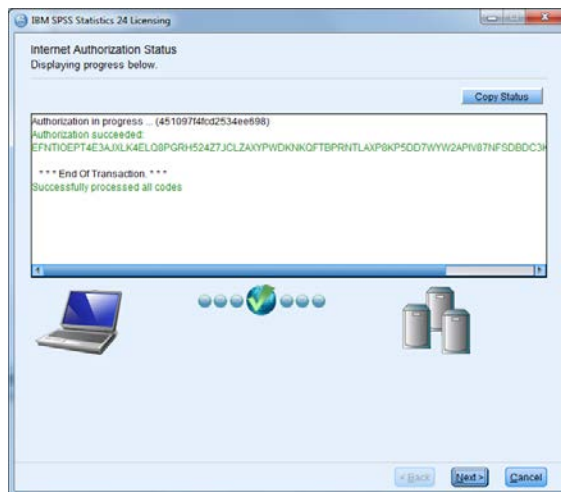 IBM SPSS Statistics 24 Licensing
Internet Authorization Status
Displaying progress below.
Copy Status
Authorization in progress ... (451097f4fcd2534ee698)
Authorization succeeded:
* * * End Of Transaction. * * *
Successfully processed all codes
< Back
Next >
Cancel